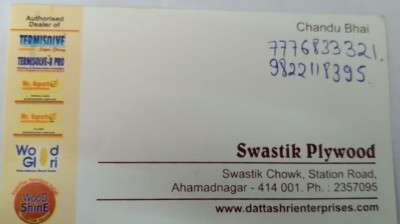 Authorised
Dealer of
TERMISOLVE
TERMISOLVE-R PRO
Wood
Glori
Wood
ShinE
Chandu Bhai
7776833321.
9822118395.
Swastik Plywood
Swastik Chowk, Station Road,
Ahamadnagar - 414 001. Ph. : 2357095
www.dattashrienterprises.com